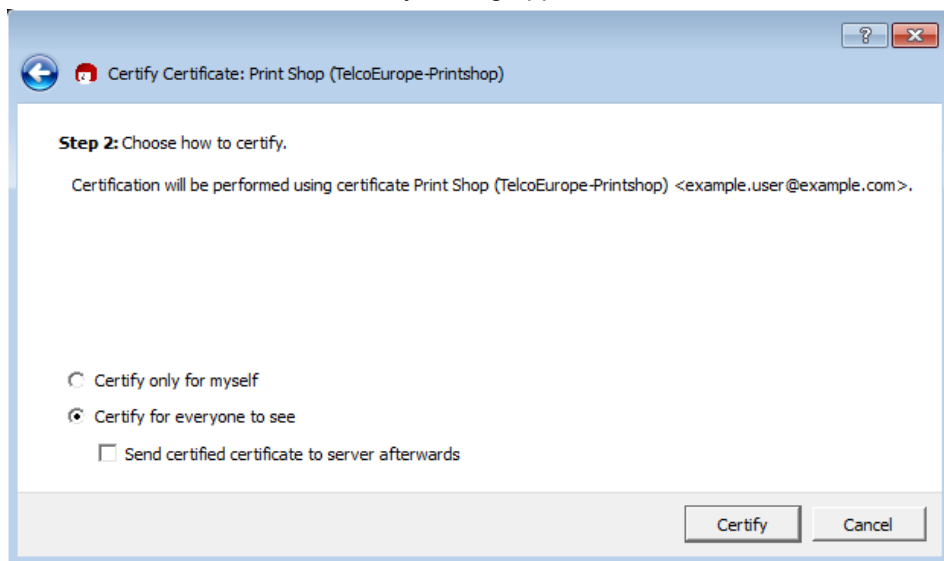 Certify Certificate: Print Shop (TelcoEurope-Printshop)
Step 2: Choose how to certify.
Certification will be performed using certificate Print Shop (TelcoEurope-Printshop) <example.user@example.com>.
Certify only for myself
Certify for everyone to see
Send certified certificate to server afterwards
Certify Cancel